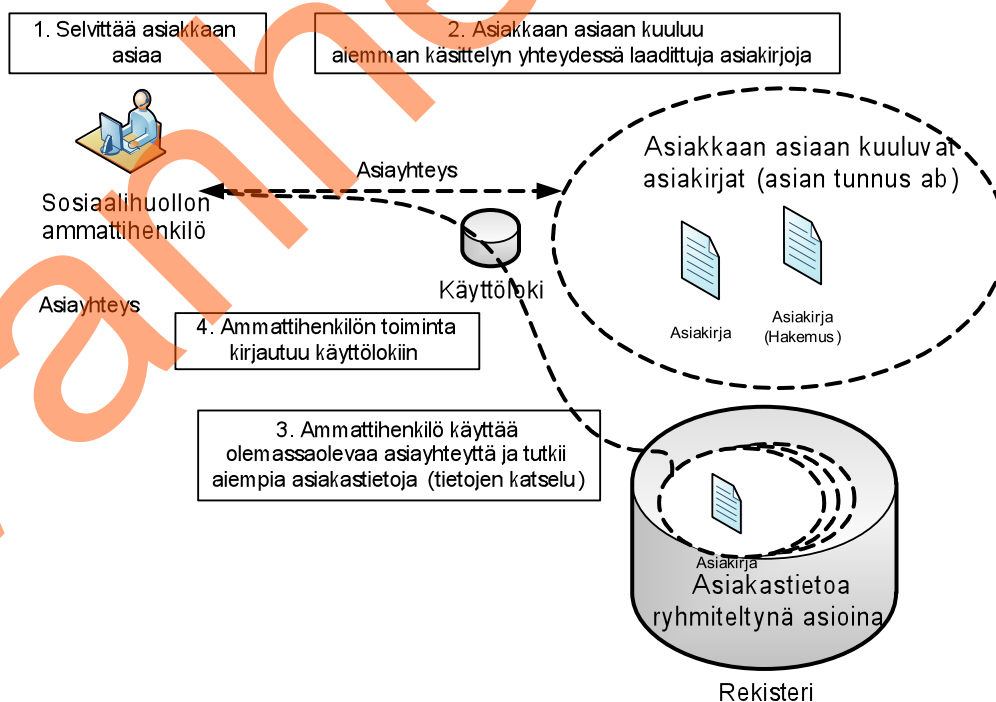 1. Selvittää asiakkaan
asiaa
2. Asiakkaan asiaan kuuluu
aiemman käsittelyn yhteydessä laadittuja asiakirjoja
Sosiaalihuollon
ammattihenkilö
Asiayhteys
Asiakkaan asiaan kuuluvat
asiakirjat (asian tunnus ab)
Asiakirja
Asiakirja
(Hakemus)
Käyttöloki
Asiayhteys
4. Ammattihenkilön toiminta
kirjautuu käyttölokiin
3. Ammattihenkilö käyttää
olemassaolevaa asiayhteyttä ja tutkii
aiempia asiakastietoja (tietojen katselu)
Asiakirja
Asiakastietoa
ryhmiteltynä asioina
Rekisteri